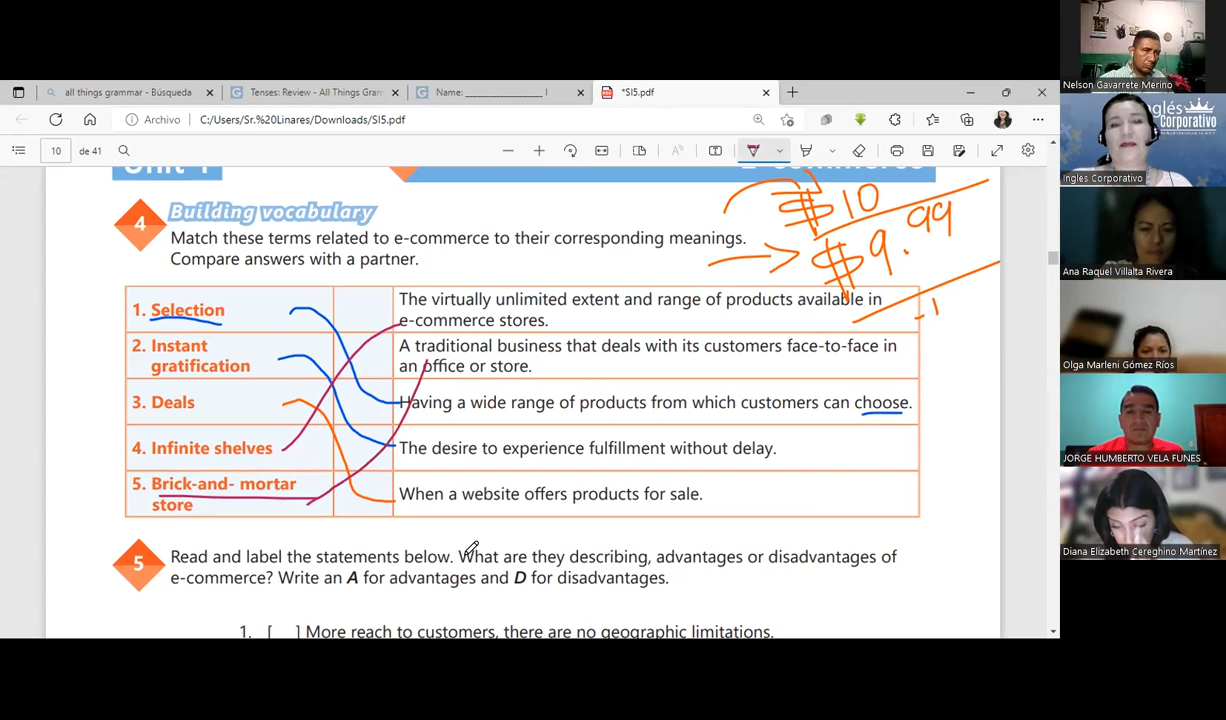 all things grammar - Búsqueda
Tenses: Review - All Things Gram
Name: __________________ I
*SI5.pdf
Archivo
C:/Users/Sr.%20Linares/Downloads/SI5.pdf
10
de 41
4
Building vocabulary
Match these terms related to e-commerce to their corresponding meanings.
Compare answers with a partner.
$ 10
$ 9.99
1. Selection
The virtually unlimited extent and range of products available in
e-commerce stores.
2. Instant
gratification
A traditional business that deals with its customers face-to-face in
an office or store.
3. Deals
Having a wide range of products from which customers can choose.
4. Infinite shelves
The desire to experience fulfillment without delay.
5. Brick-and- mortar
store
When a website offers products for sale.
5
Read and label the statements below. What are they describing, advantages or disadvantages of
e-commerce? Write an A for advantages and D for disadvantages.
1. [ ] More reach to customers, there are no geographic limitations.
Nelson Gavarrete Merino
Inglés
Corporativo
Ingles Corporativo
Ana Raquel Villalta Rivera
Olga Marleni Gómez Ríos
JORGE HUMBERTO VELA FUNES
Diana Elizabeth Cereghino Martínez